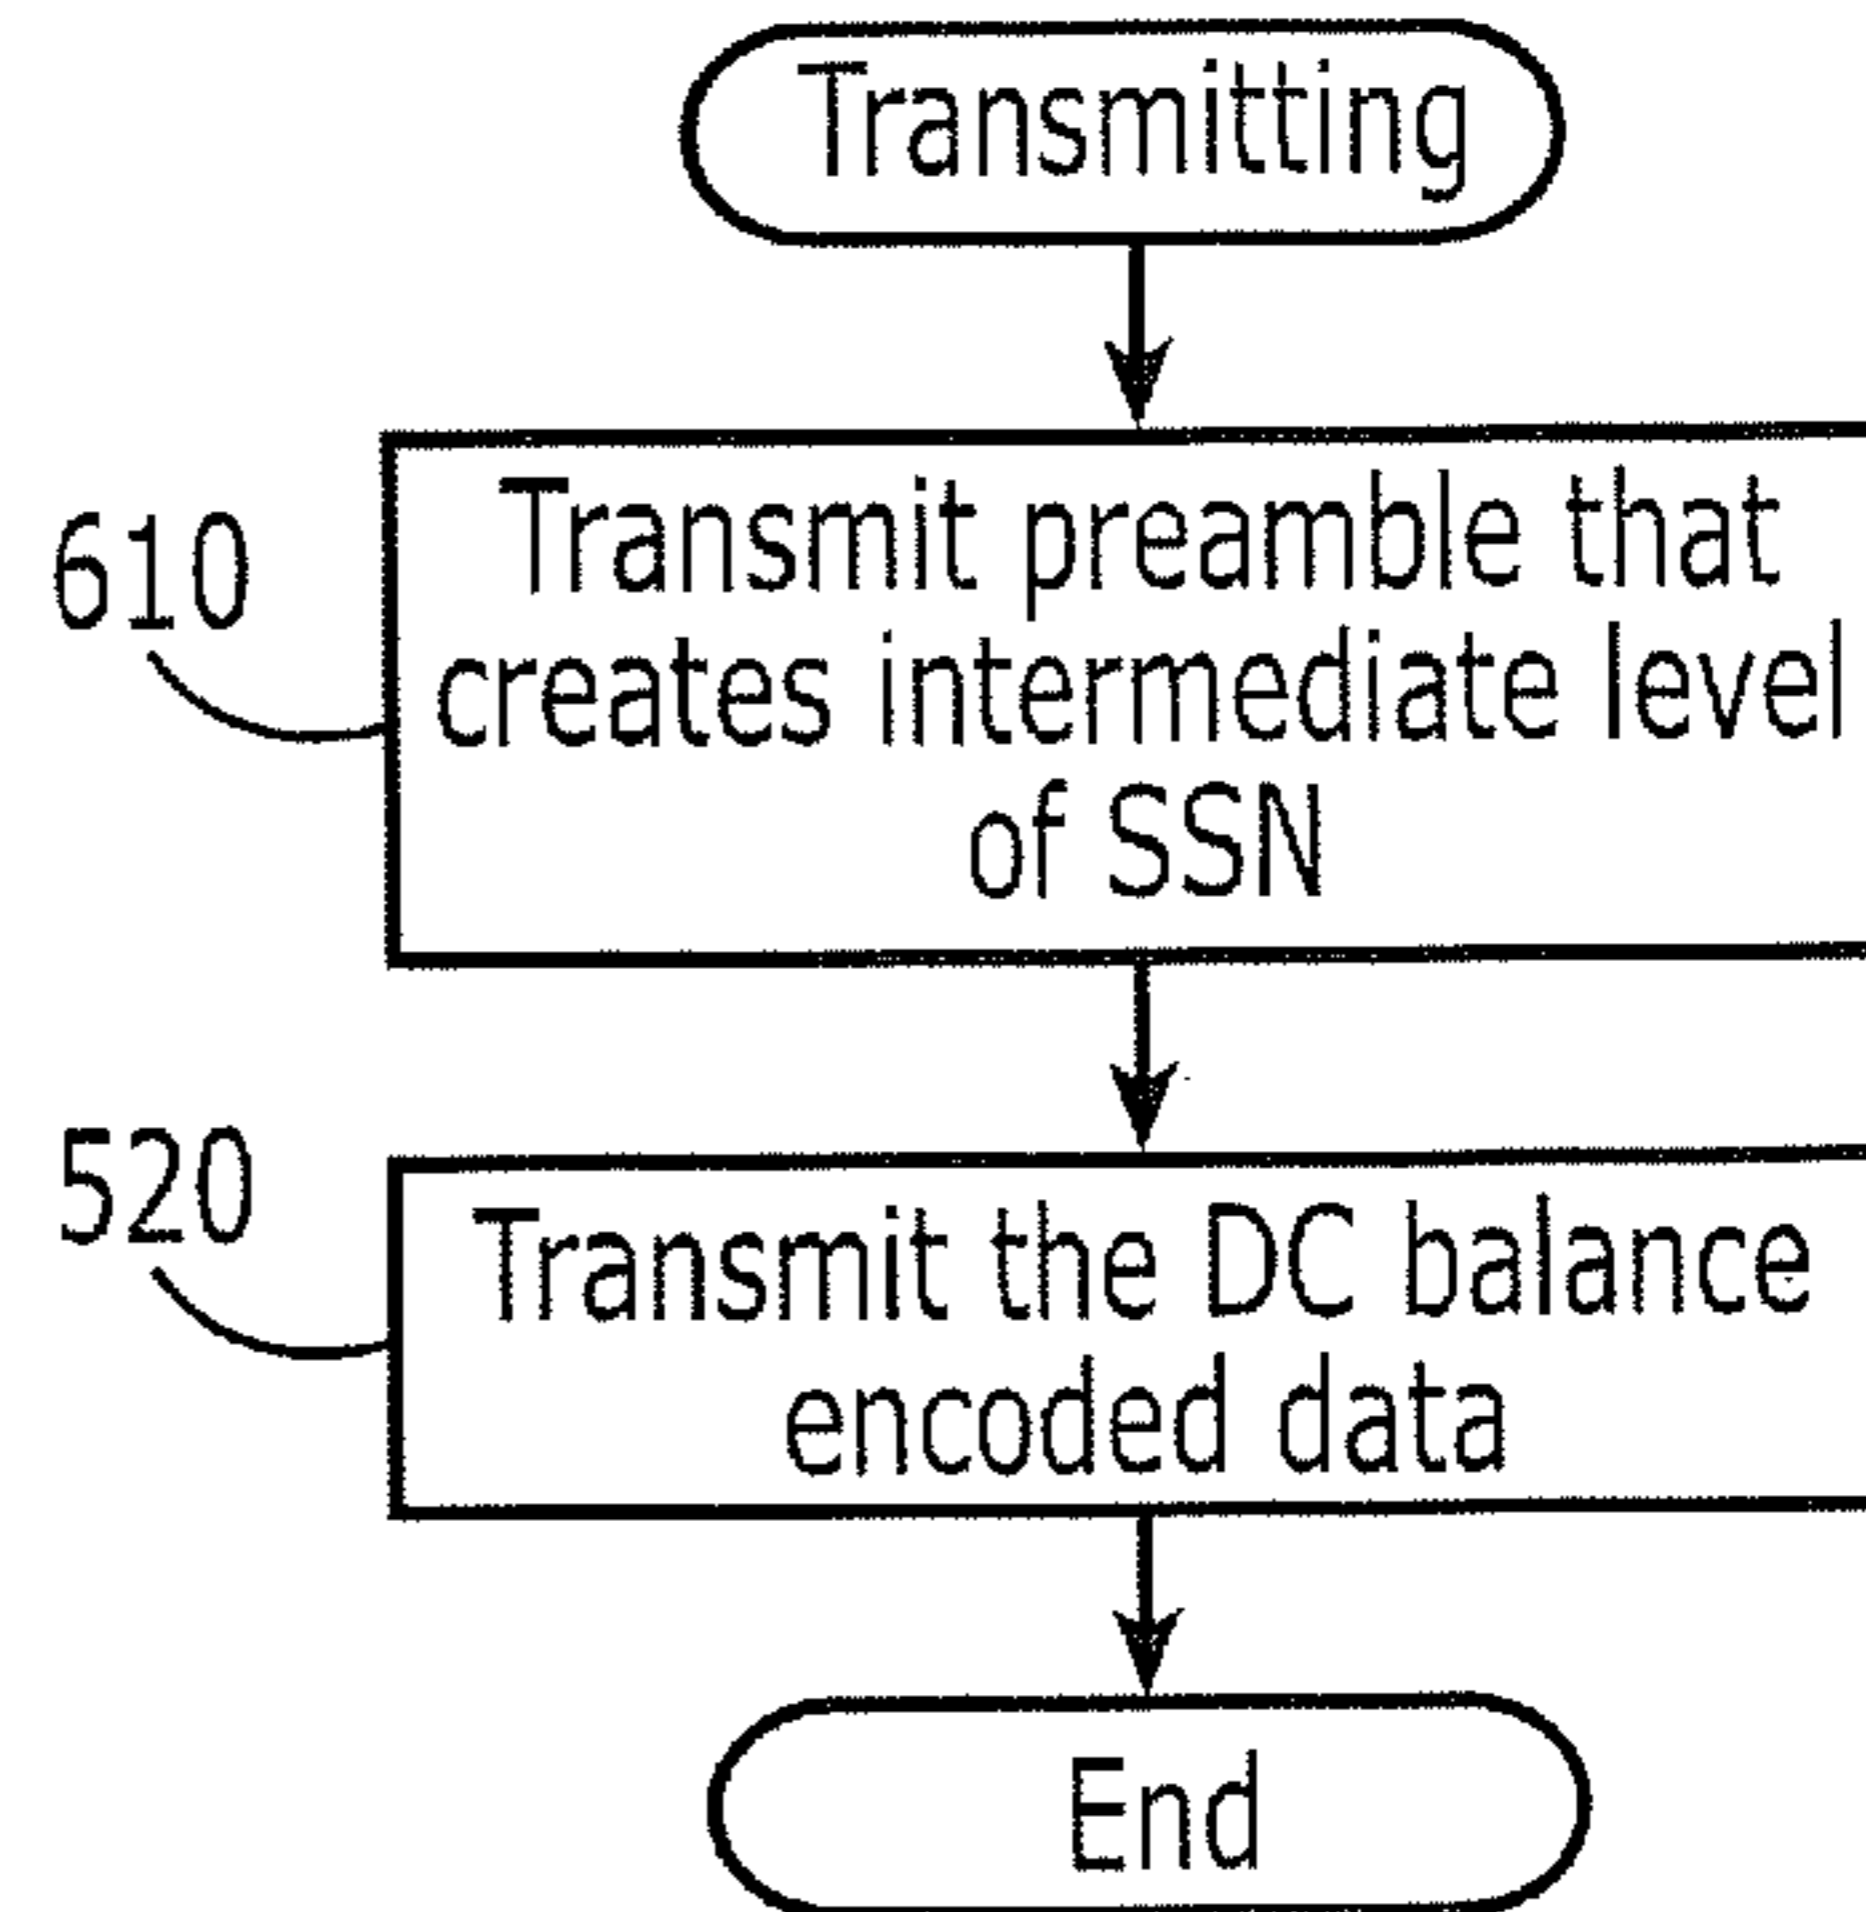 Transmitting
610
Transmit preamble that
creates intermediate level
of SSN
520
Transmit the DC balance
encoded data
End